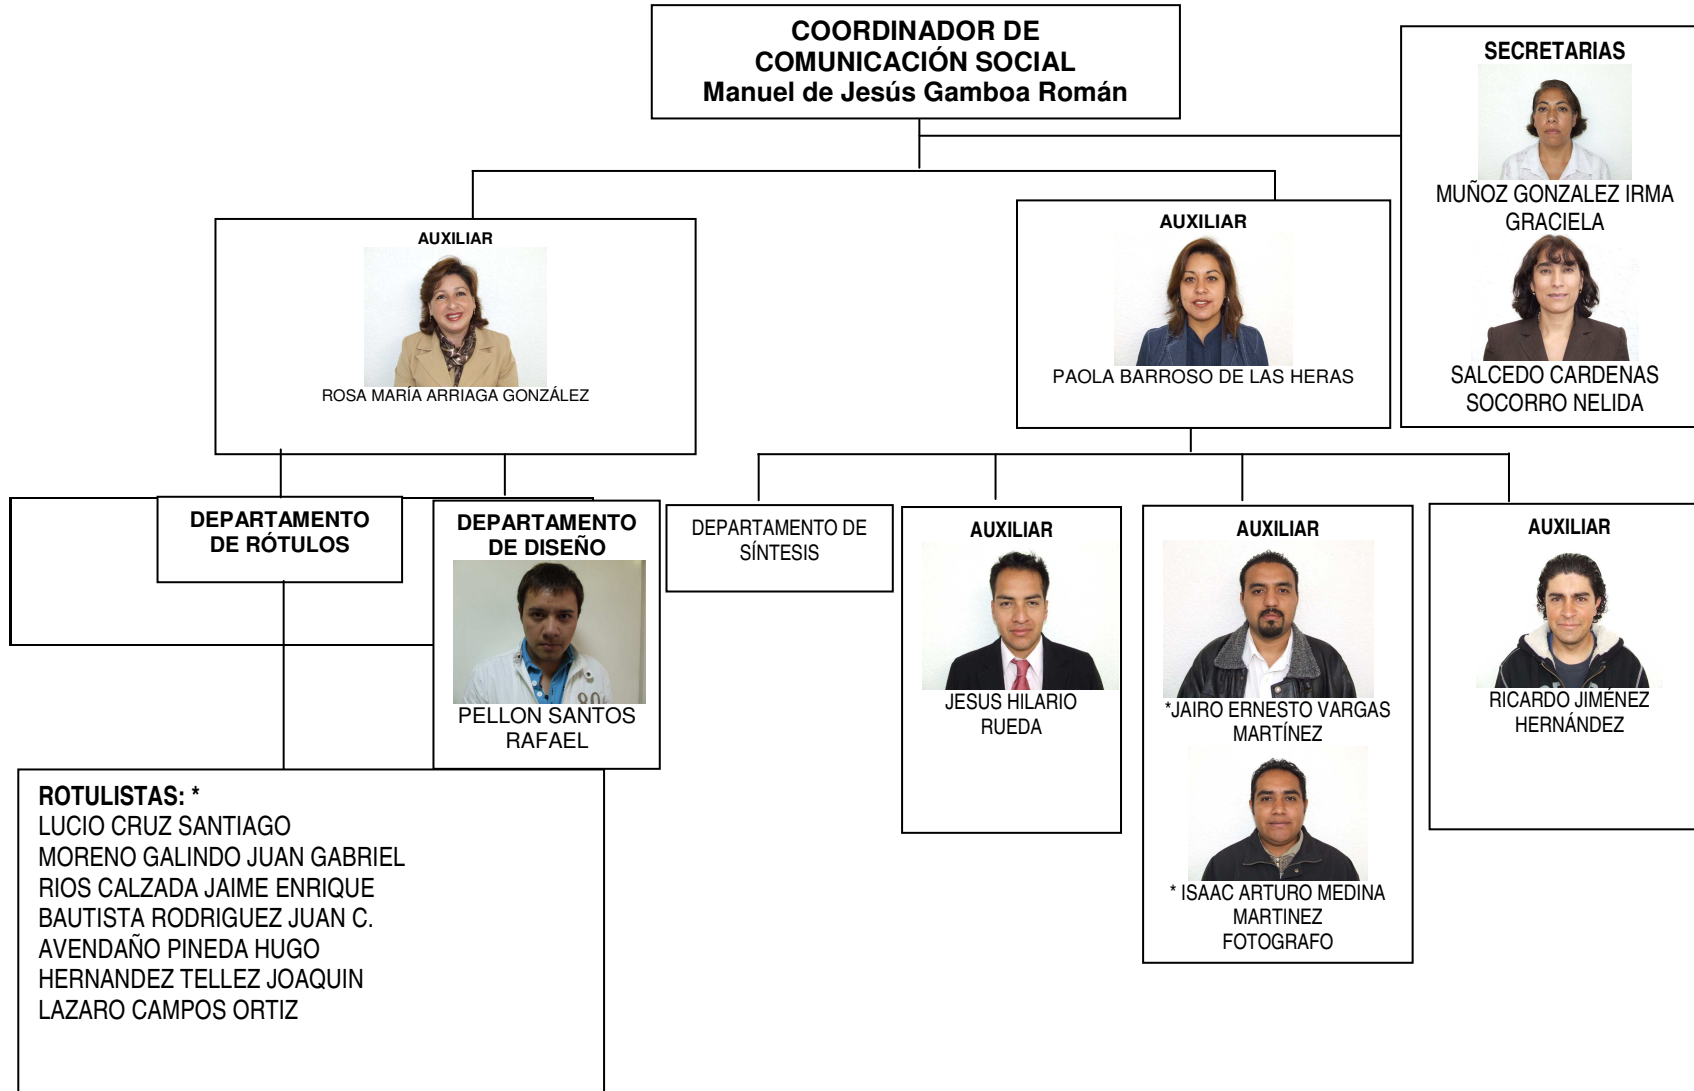 COORDINADOR DE
COMUNICACIÓN SOCIAL
Manuel de Jesús Gamboa Román
SECRETARIAS
MUÑOZ GONZALEZ IRMA
GRACIELA
SALCEDO CARDENAS
SOCORRO NELIDA
AUXILIAR
ROSA MARÍA ARRIAGA GONZÁLEZ
AUXILIAR
PAOLA BARROSO DE LAS HERAS
DEPARTAMENTO
DE RÓTULOS
DEPARTAMENTO
DE DISEÑO
PELLON SANTOS
RAFAEL
DEPARTAMENTO DE
SÍNTESIS
AUXILIAR
JESUS HILARIO
RUEDA
AUXILIAR
*JAIRO ERNESTO VARGAS
MARTÍNEZ
* ISAAC ARTURO MEDINA
MARTINEZ
FOTOGRAFO
AUXILIAR
RICARDO JIMÉNEZ
HERNÁNDEZ
ROTULISTAS: *
LUCIO CRUZ SANTIAGO
MORENO GALINDO JUAN GABRIEL
RIOS CALZADA JAIME ENRIQUE
BAUTISTA RODRIGUEZ JUAN C.
AVENDAÑO PINEDA HUGO
HERNANDEZ TELLEZ JOAQUIN
LAZARO CAMPOS ORTIZ